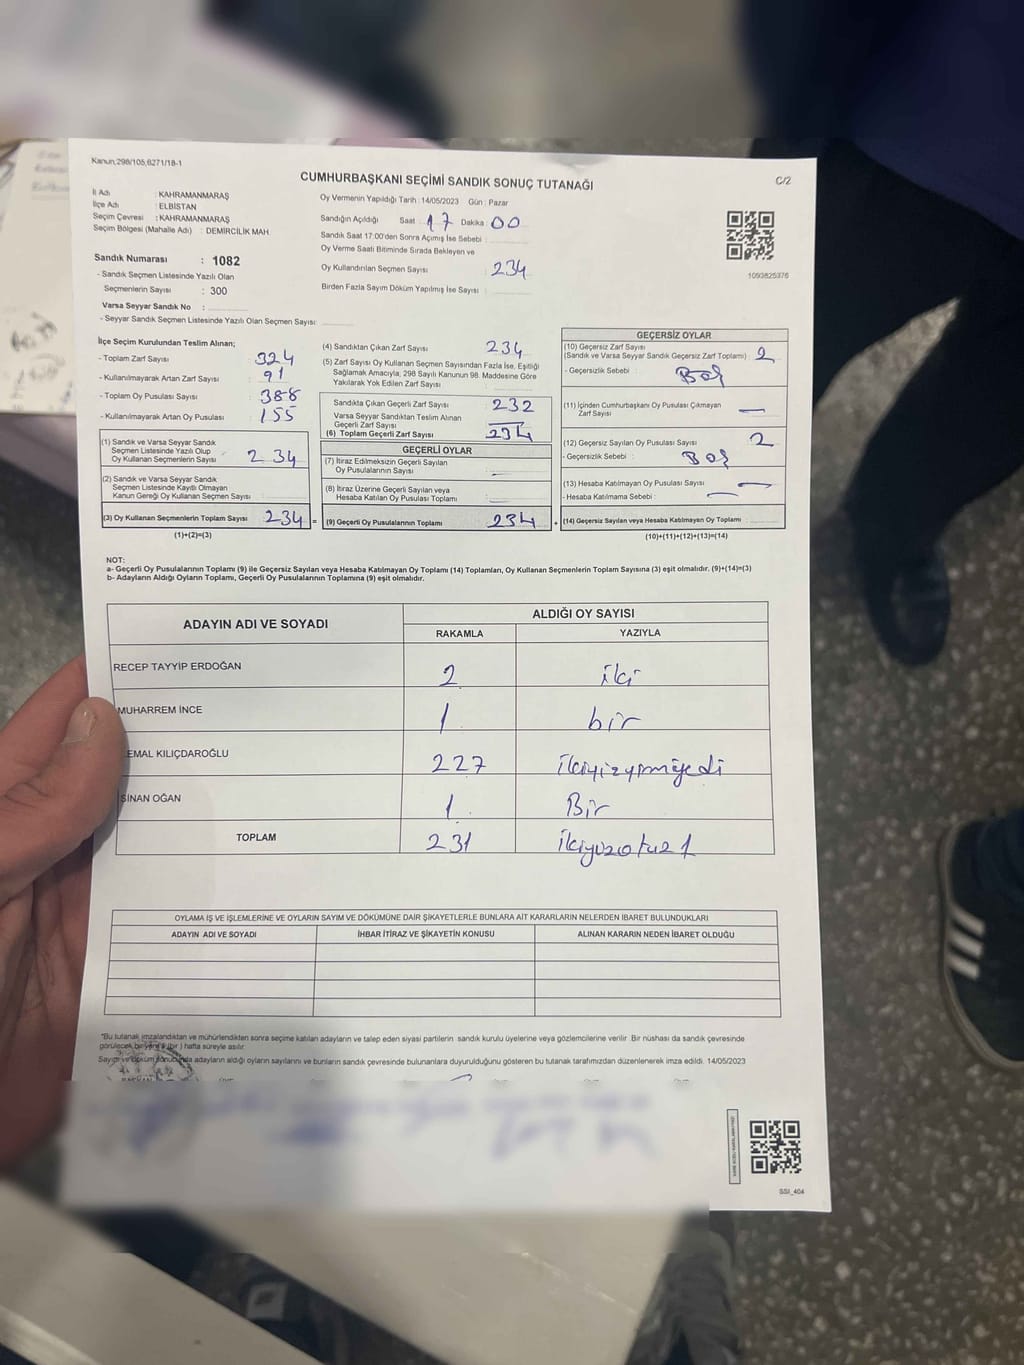 Kanun,298/105,6271/18-1
CUMHURBAŞKANI SEÇİMİ SANDIK SONUÇ TUTANAĞI
C/2
İl Adı : KAHRAMANMARAŞ
İlçe Adı : ELBİSTAN
Seçim Çevresi : KAHRAMANMARAŞ
Seçim Bölgesi (Mahalle Adı) : DEMİRCİLİK MAH
Oy Vermenin Yapıldığı Tarih : 14/05/2023 Gün : Pazar
Sandığın Açıldığı Saat 17 Dakika : 00
Sandık Saat 17:00'den Sonra Açımış İse Sebebi :
Oy Verme Saati Bitiminde Sırada Bekleyen ve
Oy Kullandırılan Seçmen Sayısı : 234
Birden Fazla Sayım Döküm Yapılmış İse Sayısı :
1093825376
Sandık Numarası : 1082
- Sandık Seçmen Listesinde Yazılı Olan
Seçmenlerin Sayısı : 300
Varsa Seyyar Sandık No :
- Seyyar Sandık Seçmen Listesinde Yazılı Olan Seçmen Sayısı:
İlçe Seçim Kurulundan Teslim Alınan;
- Toplam Zarf Sayısı : 324
- Kullanılmayarak Artan Zarf Sayısı : 91
- Toplam Oy Pusulası Sayısı : 388
- Kullanılmayarak Artan Oy Pusulası : 155
(1) Sandık ve Varsa Seyyar Sandık
Seçmen Listesinde Yazılı Olup
Oy Kullanan Seçmenlerin Sayısı : 234
(2) Sandık ve Varsa Seyyar Sandık
Seçmen Listesinde Kayıtlı Olmayan
Kanun Gereği Oy Kullanan Seçmen Sayısı :
(3) Oy Kullanan Seçmenlerin Toplam Sayısı : 234 =
(1)+(2)=(3)
(4) Sandıktan Çıkan Zarf Sayısı : 234
(5) Zarf Sayısı Oy Kullanan Seçmen Sayısından Fazla İse, Eşitliği
Sağlamak Amacıyla, 298 Sayılı Kanunun 98. Maddesine Göre
Yakılarak Yok Edilen Zarf Sayısı :
Sandıkta Çıkan Geçerli Zarf Sayısı : 232
Varsa Seyyar Sandıktan Teslim Alınan
Geçerli Zarf Sayısı :
(6) Toplam Geçerli Zarf Sayısı : 234
GEÇERLİ OYLAR
(7) İtiraz Edilmeksizin Geçerli Sayılan
Oy Pusulalarının Sayısı :
(8) İtiraz Üzerine Geçerli Sayılan veya
Hesaba Katılan Oy Pusulası Toplamı :
(9) Geçerli Oy Pusulalarının Toplamı : 234 +
GEÇERSİZ OYLAR
(10) Geçersiz Zarf Sayısı
(Sandık ve Varsa Seyyar Sandık Geçersiz Zarf Toplamı) : 2
- Geçersizlik Sebebi : Boş
(11) İçinden Cumhurbaşkanı Oy Pusulası Çıkmayan
Zarf Sayısı : —
(12) Geçersiz Sayılan Oy Pusulası Sayısı : 2
- Geçersizlik Sebebi : Boş
(13) Hesaba Katılmayan Oy Pusulası Sayısı : —
- Hesaba Katılmama Sebebi : —
(14) Geçersiz Sayılan veya Hesaba Katılmayan Oy Toplamı :
(10)+(11)+(12)+(13)=(14)
NOT:
a- Geçerli Oy Pusulalarının Toplamı (9) ile Geçersiz Sayılan veya Hesaba Katılmayan Oy Toplamı (14) Toplamları, Oy Kullanan Seçmenlerin Toplam Sayısına (3) eşit olmalıdır. (9)+(14)=(3)
b- Adayların Aldığı Oyların Toplamı, Geçerli Oy Pusulalarının Toplamına (9) eşit olmalıdır.
ADAYIN ADI VE SOYADI
ALDIĞI OY SAYISI
RAKAMLA YAZIYLA
RECEP TAYYİP ERDOĞAN 2 iki
MUHARREM İNCE 1 bir
EMAL KILIÇDAROĞLU 227 ikiyizyirmiyedi
SİNAN OĞAN 1 Bir
TOPLAM 231 ikiyüzotuz1
OYLAMA İŞ VE İŞLEMLERİNE VE OYLARIN SAYIM VE DÖKÜMÜNE DAİR ŞİKAYETLERLE BUNLARA AİT KARARLARIN NELERDEN İBARET BULUNDUKLARI
ADAYIN ADI VE SOYADI İHBAR İTİRAZ VE ŞİKAYETİN KONUSU ALINAN KARARIN NEDEN İBARET OLDUĞU
"Bu tutanak imzalandıktan ve mühürlendikten sonra seçime katılan adayların ve talep eden siyasi partilerin sandık kurulu üyelerine veya gözlemcilerine verilir. Bir nüshası da sandık çevresinde
görülecek bir yere (bir) hafta süreyle asılır.
Sayım ve döküm sonucunda adayların aldığı oyların sayılarını ve bunların sandık çevresinde bulunanlara duyurulduğunu gösteren bu tutanak tarafımızdan düzenlenerek imza edildi. 14/05/2023
SSI_404